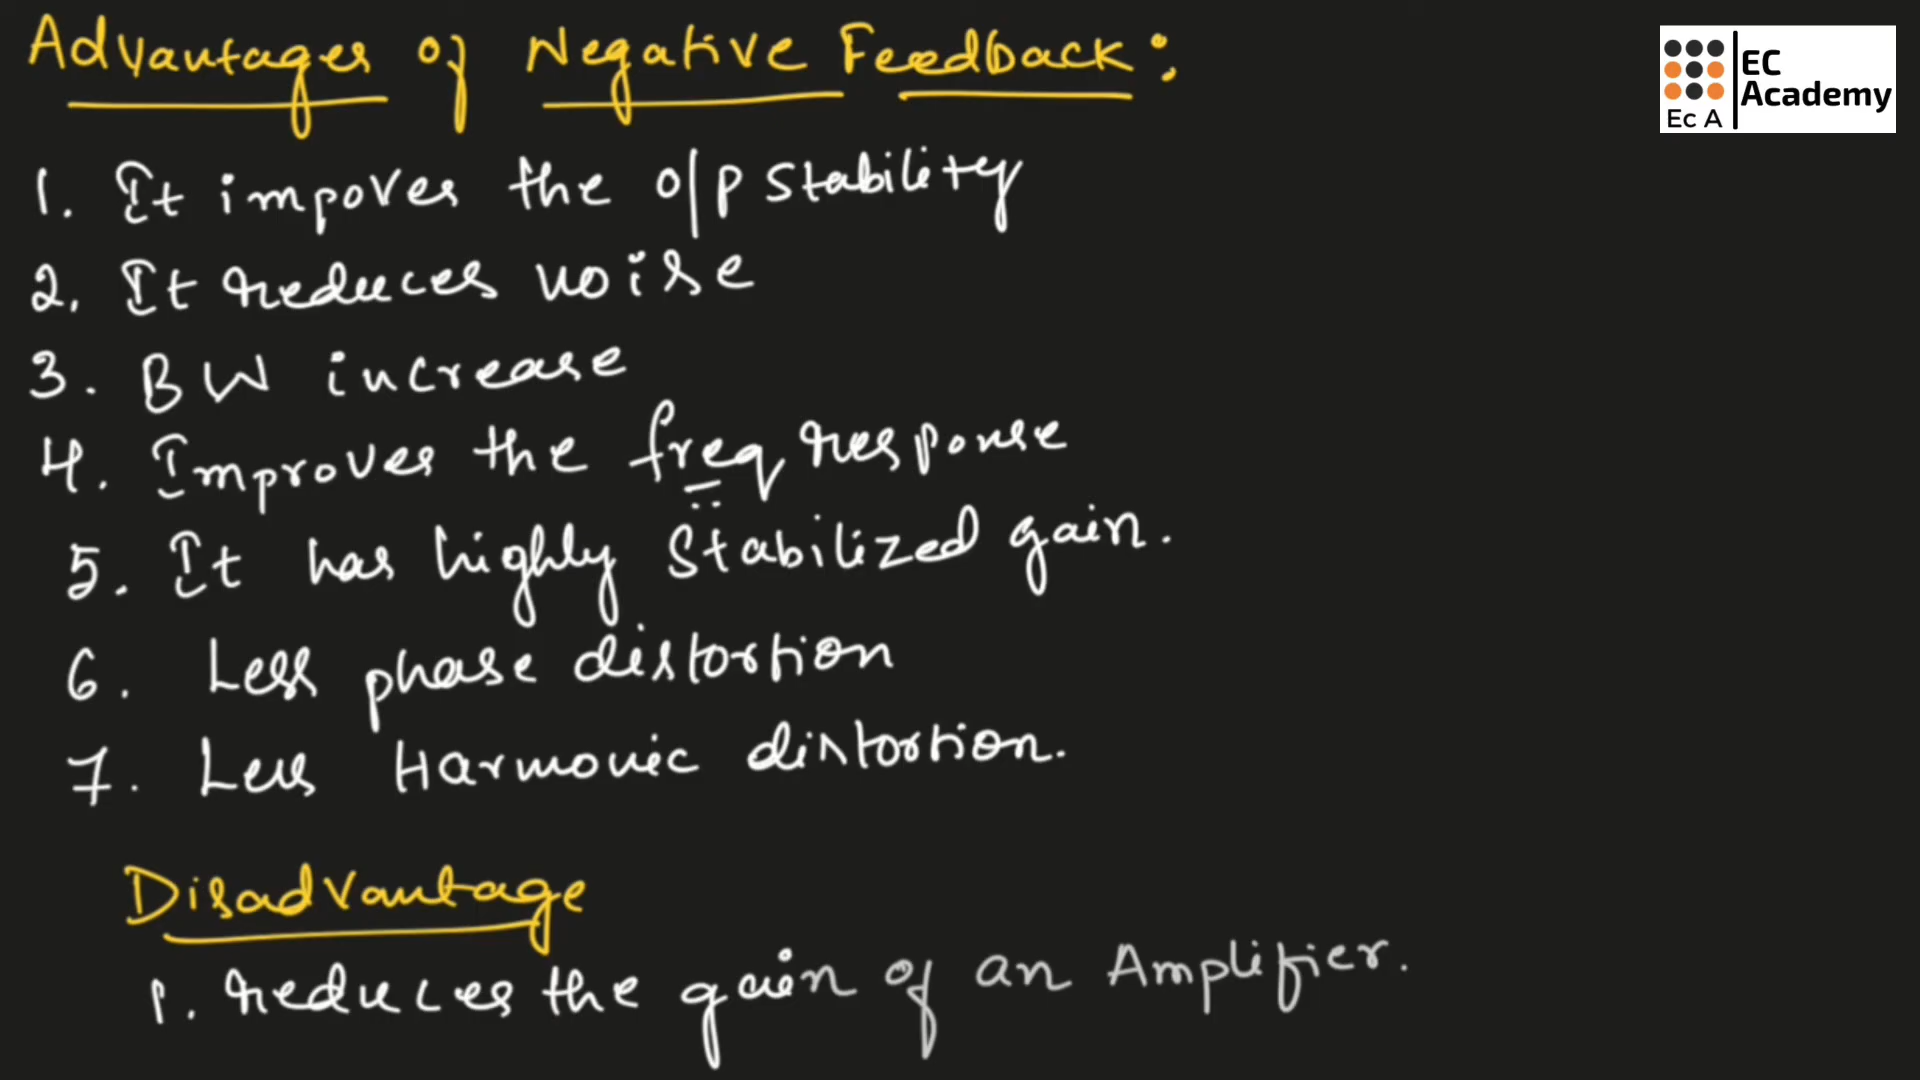 Advantages of Negative Feedback:
EC
Academy
Ec A
1. It impoves the o/p stability
2. It reduces noise
3. BW increase
4. Improves the freq response
5. It has highly stabilized gain.
6. Less phase distortion
7. Less Harmonic distortion.
Disadvantage
1. reduces the gain of an Amplifier.